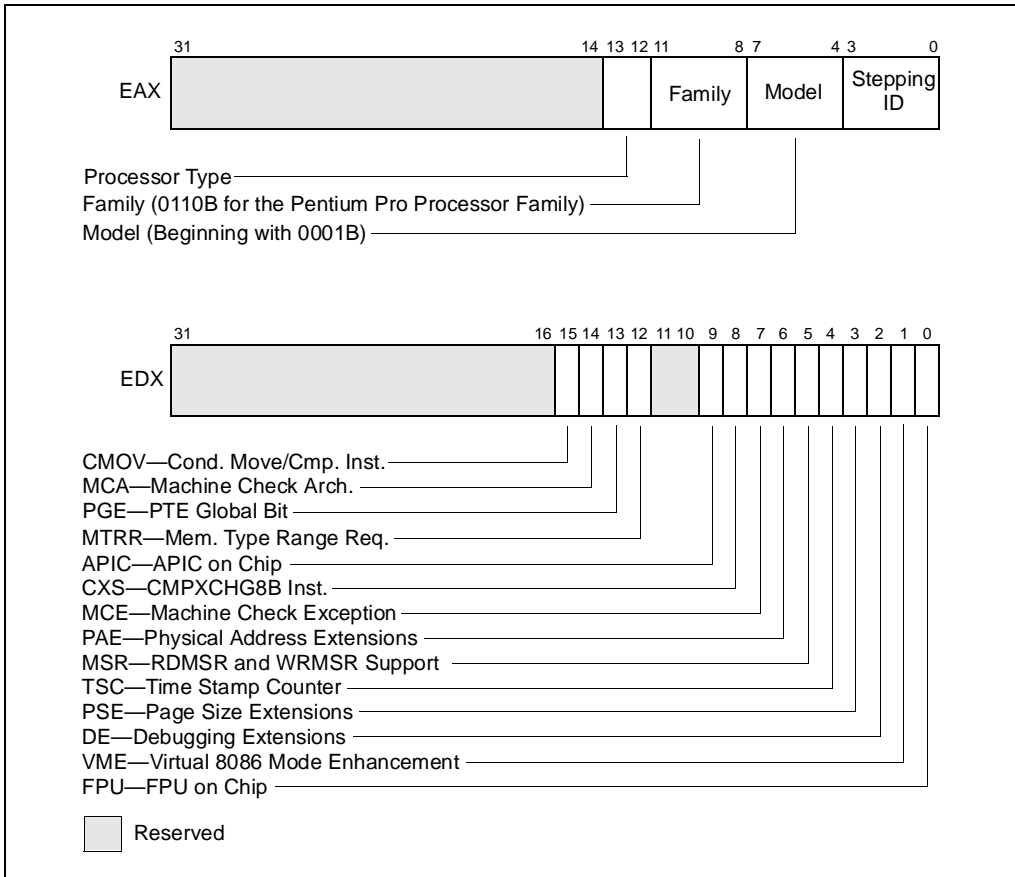 31 14 13 12 11 8 7 4 3 0
EAX Family Model Stepping
ID
Processor Type
Family (0110B for the Pentium Pro Processor Family)
Model (Beginning with 0001B)
31 16 15 14 13 12 11 10 9 8 7 6 5 4 3 2 1 0
EDX
CMOV—Cond. Move/Cmp. Inst.
MCA—Machine Check Arch.
PGE—PTE Global Bit
MTRR—Mem. Type Range Req.
APIC—APIC on Chip
CXS—CMPXCHG8B Inst.
MCE—Machine Check Exception
PAE—Physical Address Extensions
MSR—RDMSR and WRMSR Support
TSC—Time Stamp Counter
PSE—Page Size Extensions
DE—Debugging Extensions
VME—Virtual 8086 Mode Enhancement
FPU—FPU on Chip
Reserved